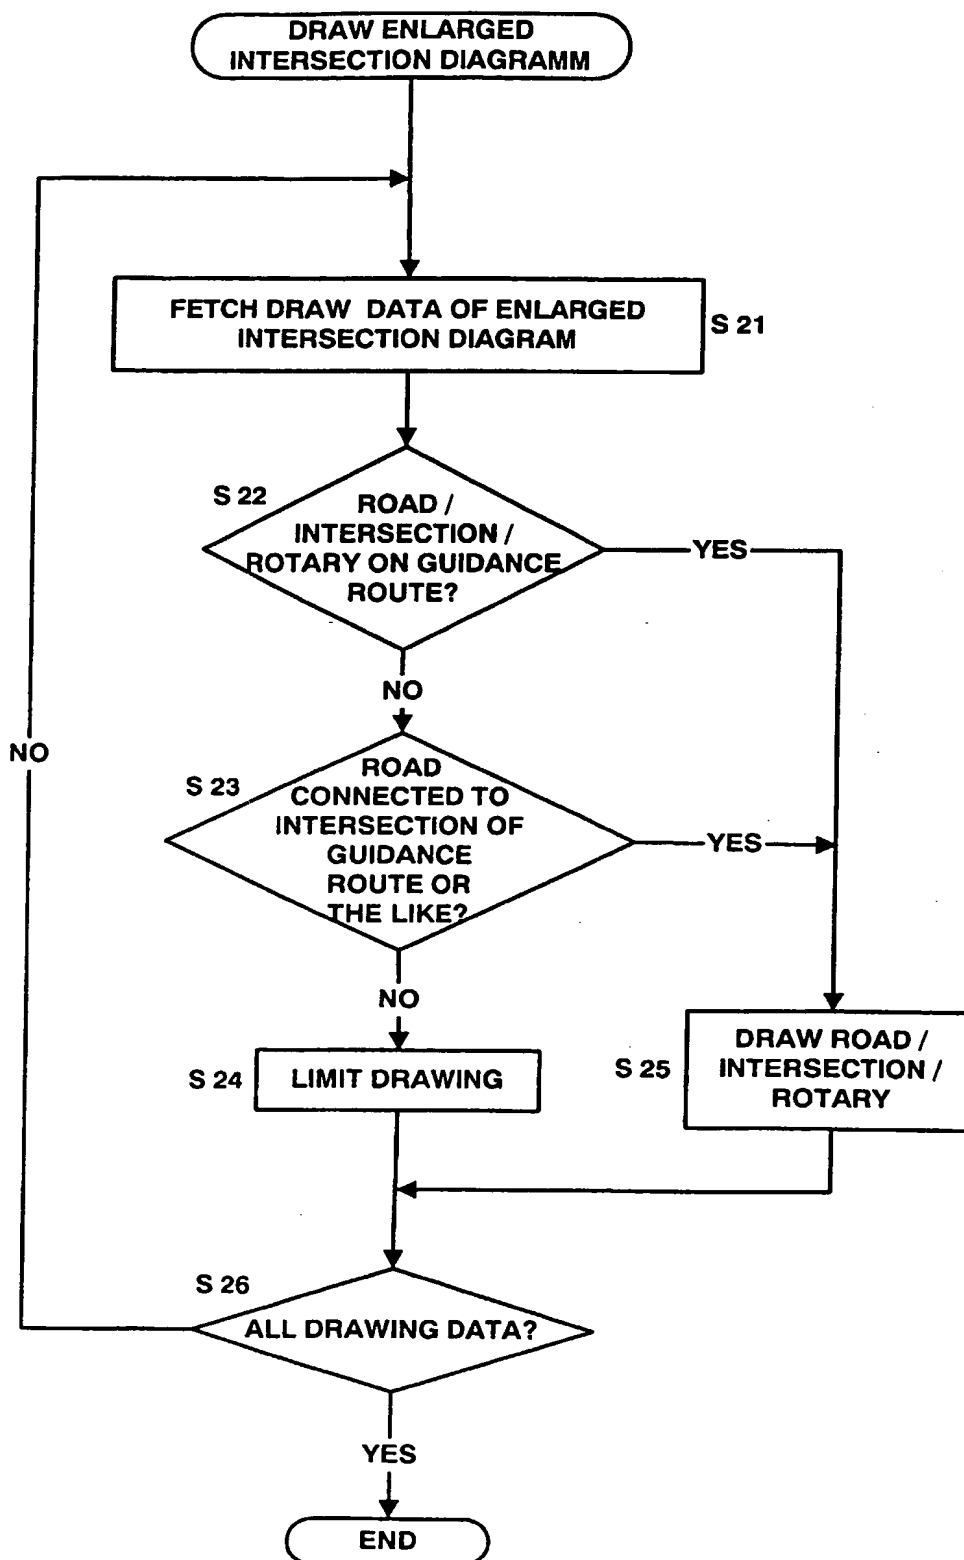 DRAW ENLARGED
INTERSECTION DIAGRAMM
FETCH DRAW DATA OF ENLARGED
INTERSECTION DIAGRAM
S 21
S 22
ROAD /
INTERSECTION /
ROTARY ON GUIDANCE
ROUTE?
YES
NO
NO
S 23
ROAD
CONNECTED TO
INTERSECTION OF
GUIDANCE
ROUTE OR
THE LIKE?
YES
NO
S 24
LIMIT DRAWING
S 25
DRAW ROAD /
INTERSECTION /
ROTARY
S 26
ALL DRAWING DATA?
YES
END